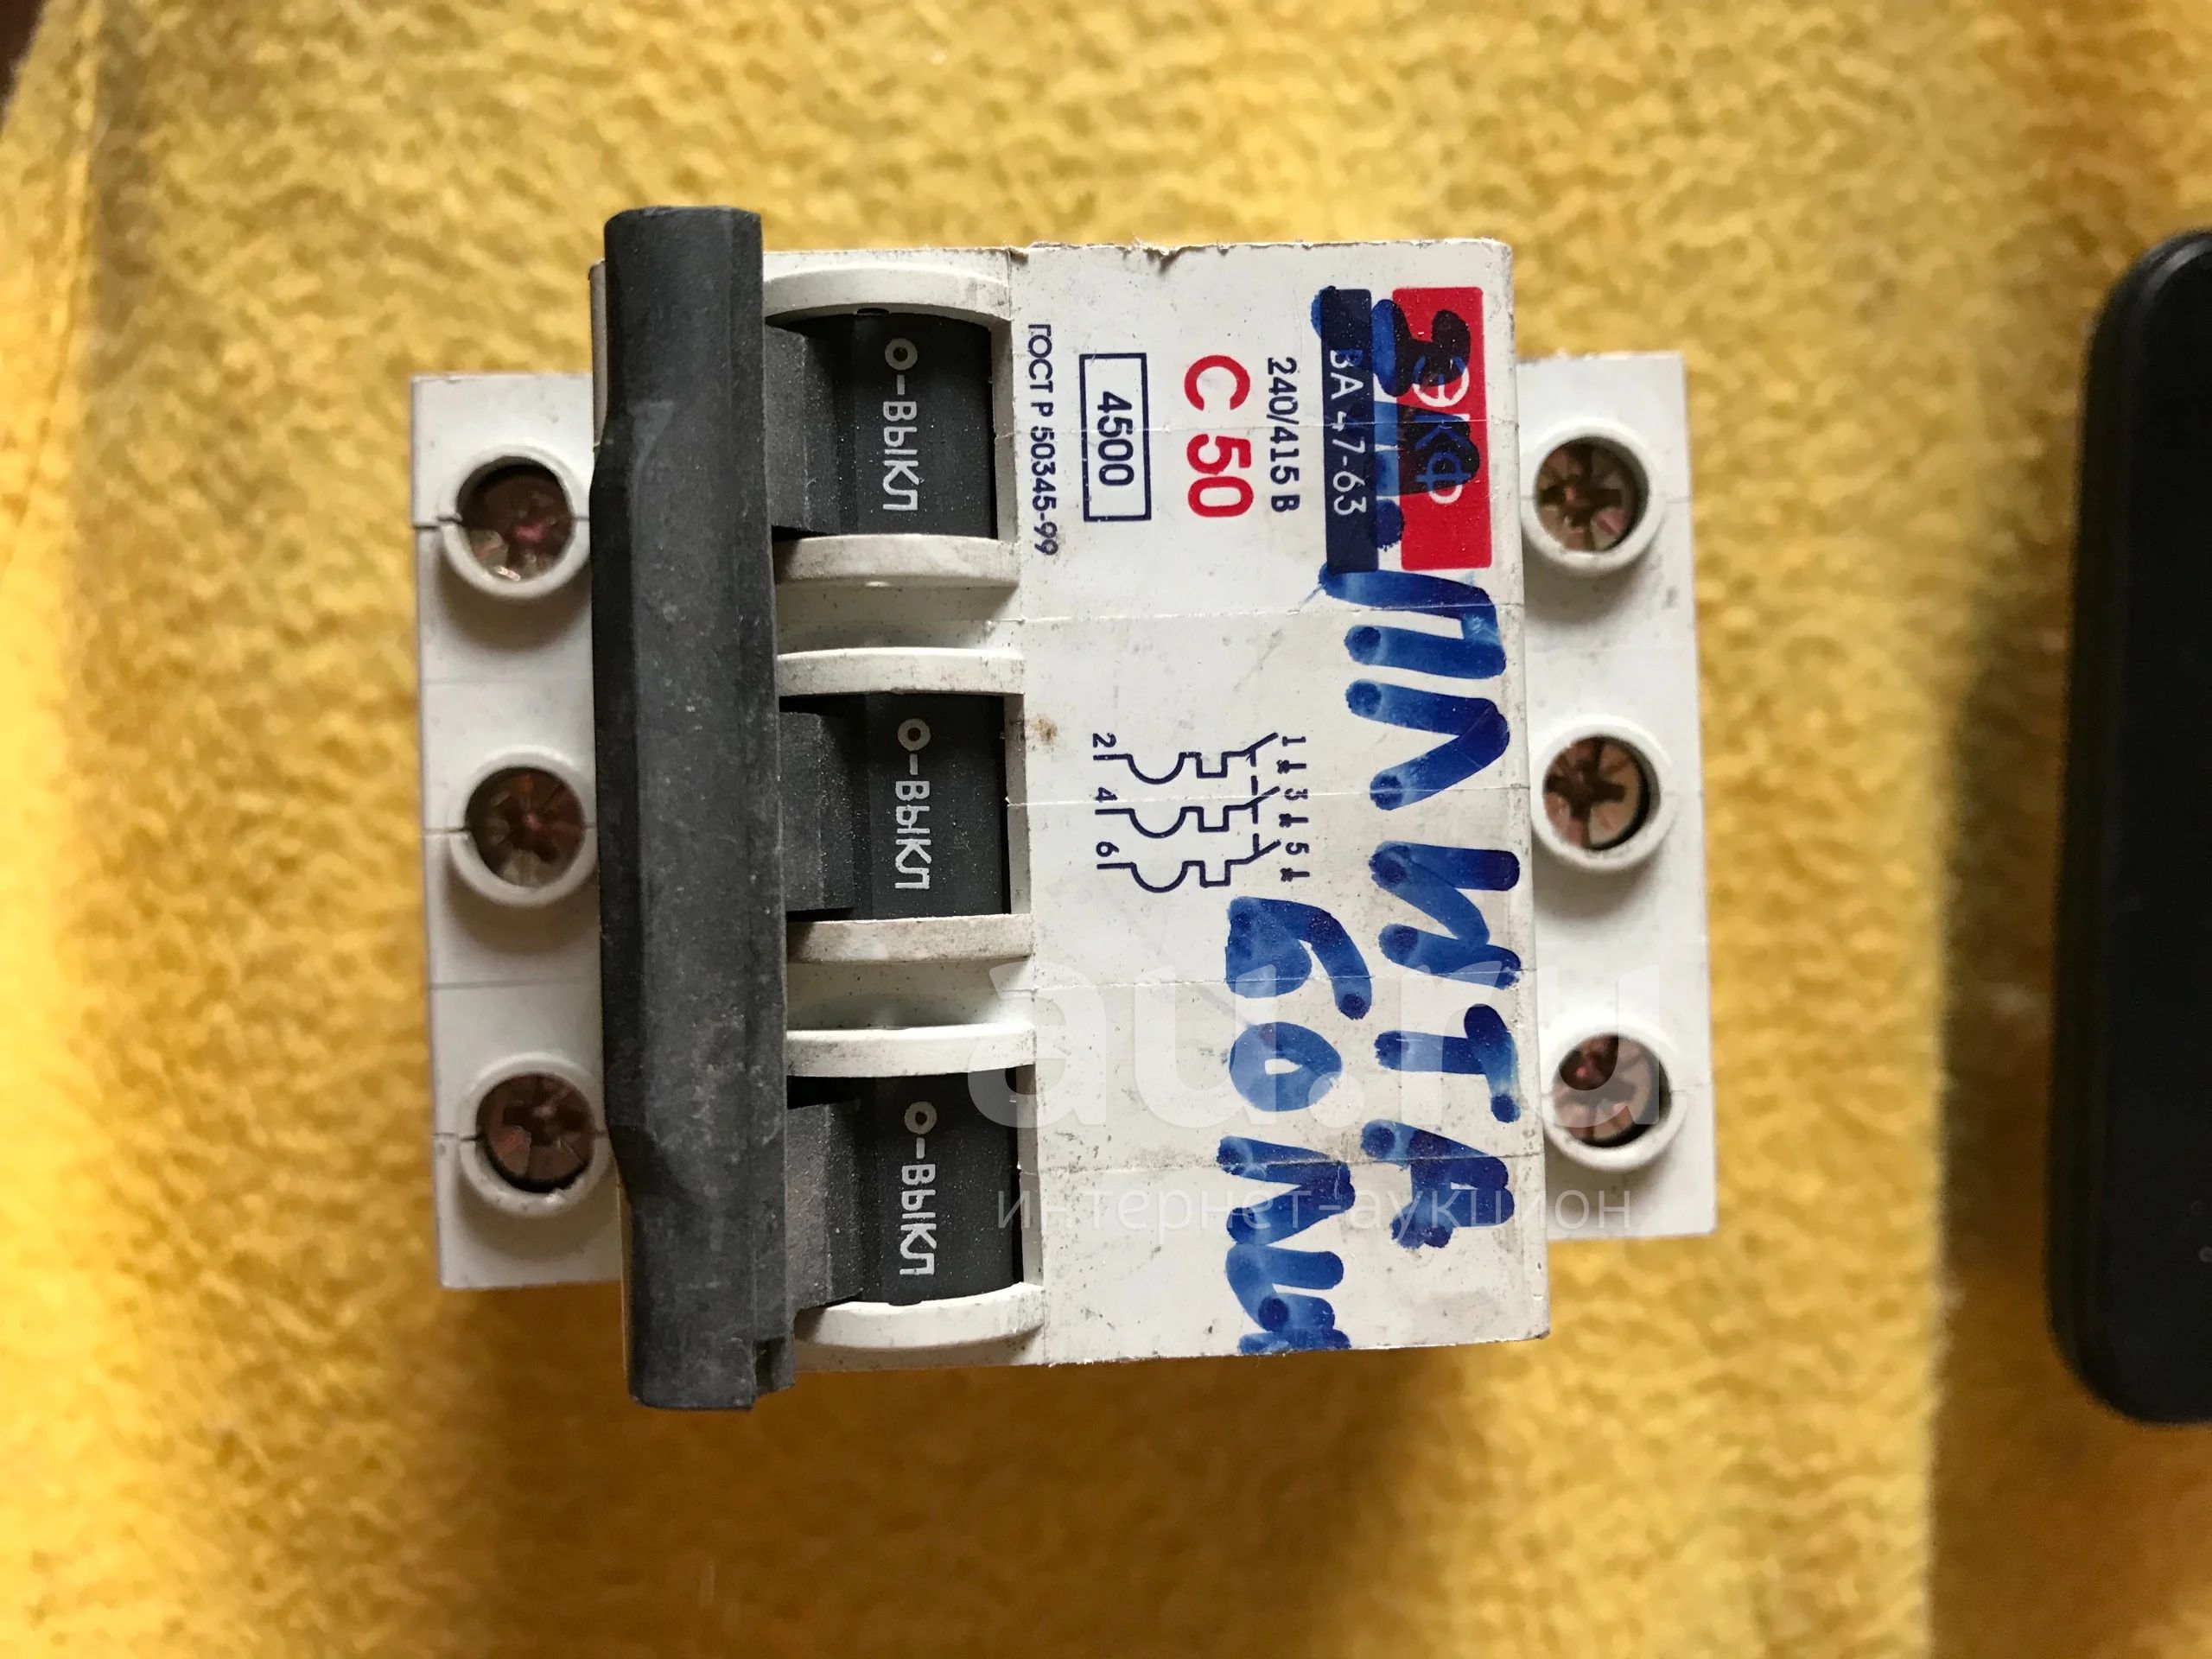 ЭКФ
ВА 47-63
240/415 В
С 50
4500
ГОСТ Р 50345-99
1 3 5
2 4 6
О-ВЫКЛ
О-ВЫКЛ
О-ВЫКЛ
ЭЛ. ПЛИТА
au.ru
интернет-аукцион